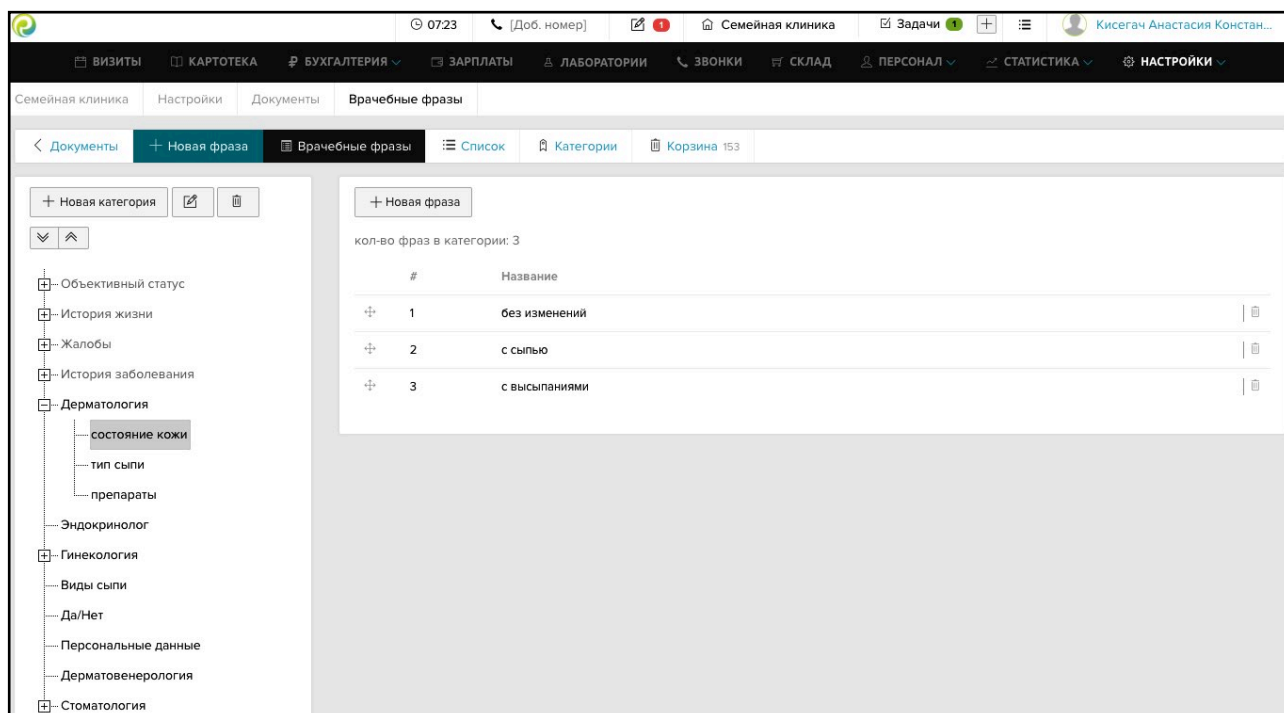 07:23 [Доб. номер] 1 Семейная клиника Задачи 1 Кисегач Анастасия Констан...
ВИЗИТЫ КАРТОТЕКА ₽ БУХГАЛТЕРИЯ ЗАРПЛАТЫ ЛАБОРАТОРИИ ЗВОНКИ СКЛАД ПЕРСОНАЛ СТАТИСТИКА НАСТРОЙКИ
Семейная клиника Настройки Документы Врачебные фразы
Документы + Новая фраза Врачебные фразы Список Категории Корзина 153
+ Новая категория
+ Новая фраза
кол-во фраз в категории: 3
# Название
1 без изменений
2 с сыпью
3 с высыпаниями
Объективный статус
История жизни
Жалобы
История заболевания
Дерматология
состояние кожи
тип сыпи
препараты
Эндокринолог
Гинекология
Виды сыпи
Да/Нет
Персональные данные
Дерматовенерология
Стоматология